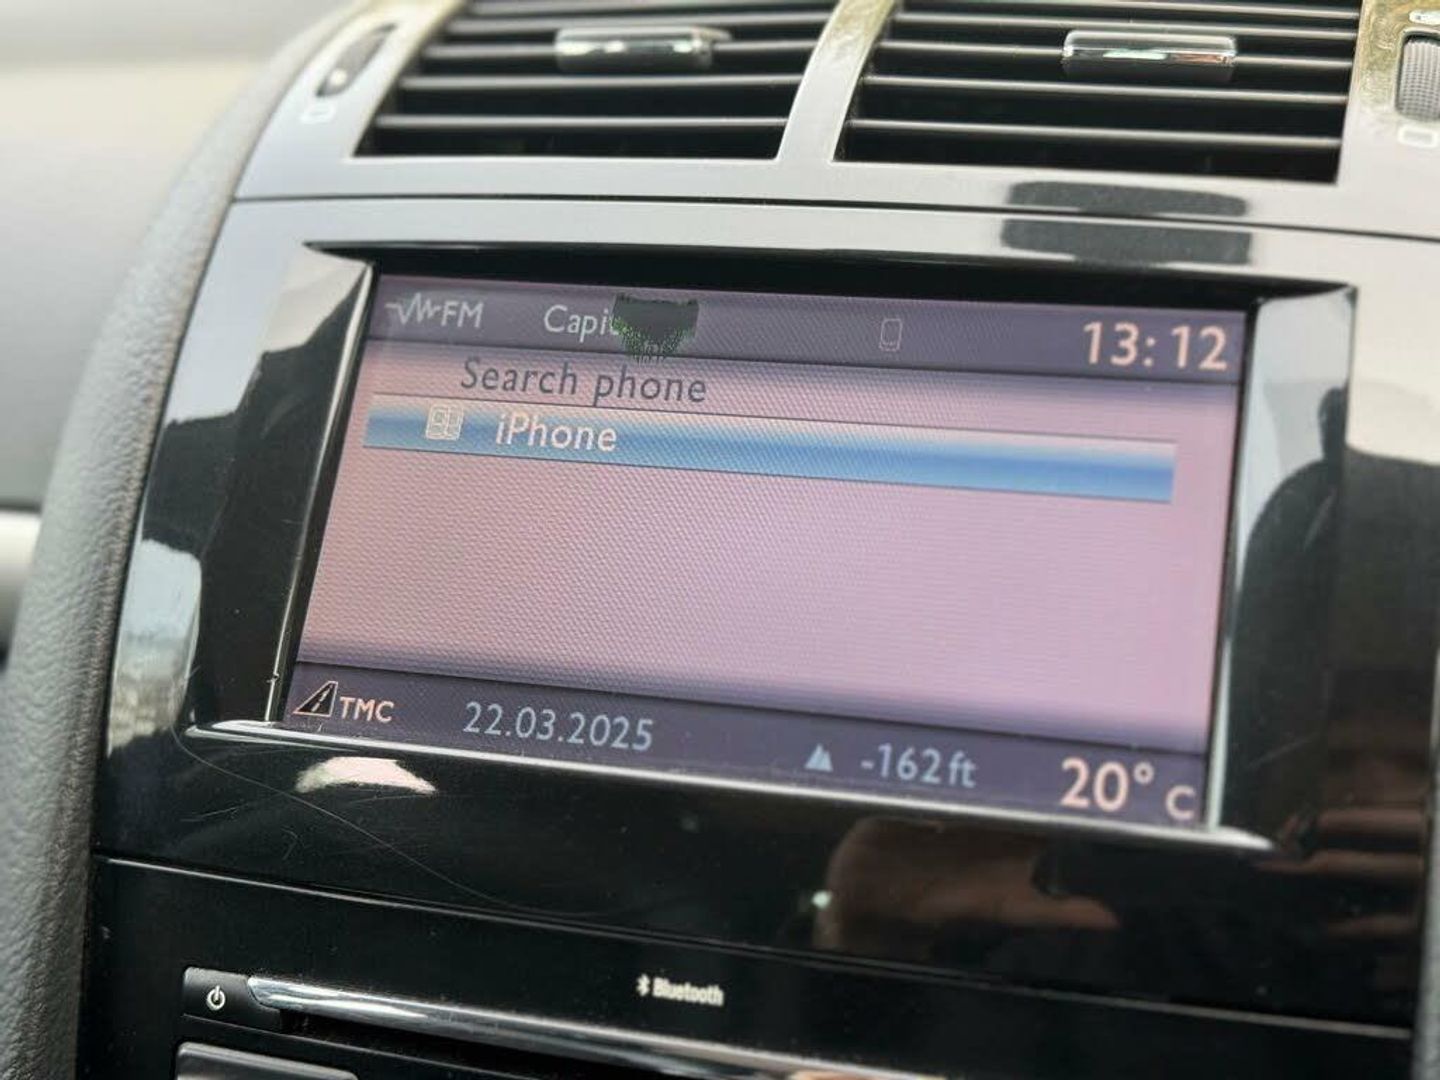 FM
13:12
Search phone
iPhone
TMC
22.03.2025
-162ft
20° C
Bluetooth